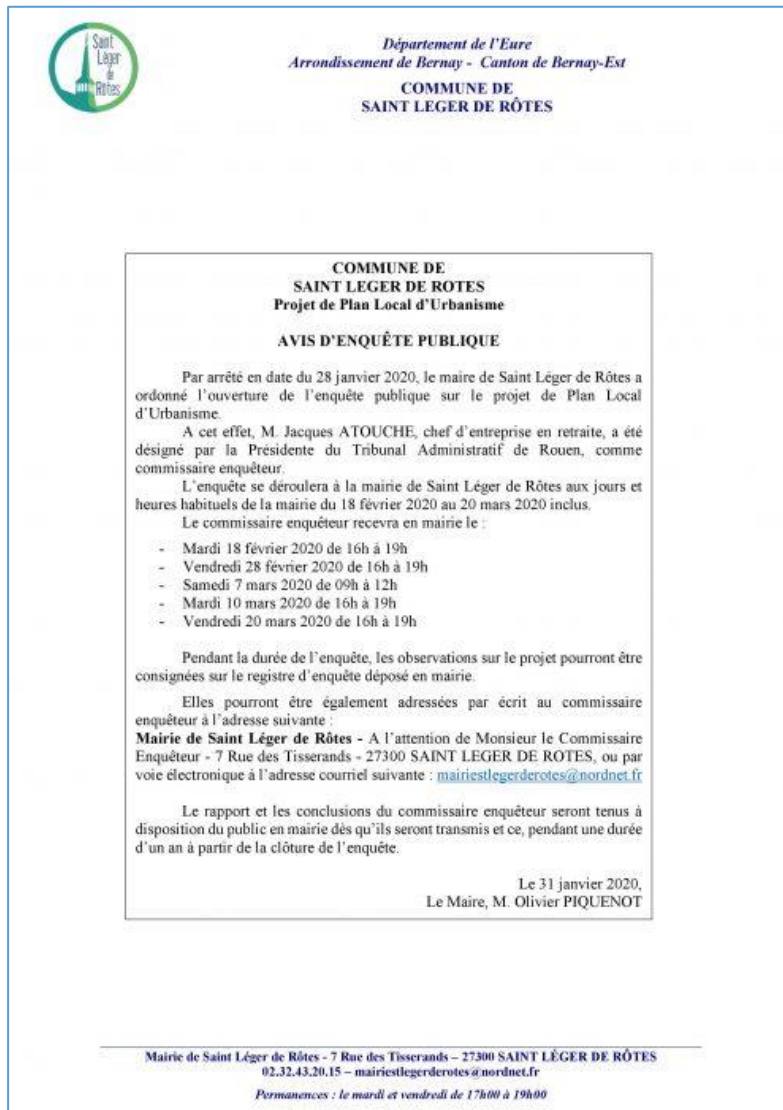 Saint
Léger
de
Rôtes
Département de l'Eure
Arrondissement de Bernay - Canton de Bernay-Est
COMMUNE DE
SAINT LEGER DE RÔTES
COMMUNE DE
SAINT LEGER DE ROTES
Projet de Plan Local d'Urbanisme
AVIS D'ENQUÊTE PUBLIQUE
Par arrêté en date du 28 janvier 2020, le maire de Saint Léger de Rôtes a
ordonné l'ouverture de l'enquête publique sur le projet de Plan Local
d'Urbanisme.
A cet effet, M. Jacques ATOUCHE, chef d'entreprise en retraite, a été
désigné par la Présidente du Tribunal Administratif de Rouen, comme
commissaire enquêteur.
L'enquête se déroulera à la mairie de Saint Léger de Rôtes aux jours et
heures habituels de la mairie du 18 février 2020 au 20 mars 2020 inclus.
Le commissaire enquêteur recevra en mairie le :
- Mardi 18 février 2020 de 16h à 19h
- Vendredi 28 février 2020 de 16h à 19h
- Samedi 7 mars 2020 de 09h à 12h
- Mardi 10 mars 2020 de 16h à 19h
- Vendredi 20 mars 2020 de 16h à 19h
Pendant la durée de l'enquête, les observations sur le projet pourront être
consignées sur le registre d'enquête déposé en mairie.
Elles pourront être également adressées par écrit au commissaire
enquêteur à l'adresse suivante :
Mairie de Saint Léger de Rôtes - A l'attention de Monsieur le Commissaire
Enquêteur - 7 Rue des Tisserands - 27300 SAINT LEGER DE ROTES, ou par
voie électronique à l'adresse courriel suivante : mairiestlegerderotes@nordnet.fr
Le rapport et les conclusions du commissaire enquêteur seront tenus à
disposition du public en mairie dès qu'ils seront transmis et ce, pendant une durée
d'un an à partir de la clôture de l'enquête.
Le 31 janvier 2020,
Le Maire, M. Olivier PIQUENOT
Mairie de Saint Léger de Rôtes - 7 Rue des Tisserands – 27300 SAINT LÈGER DE RÔTES
02.32.43.20.15 – mairiestlegerderotes@nordnet.fr
Permanences : le mardi et vendredi de 17h00 à 19h00